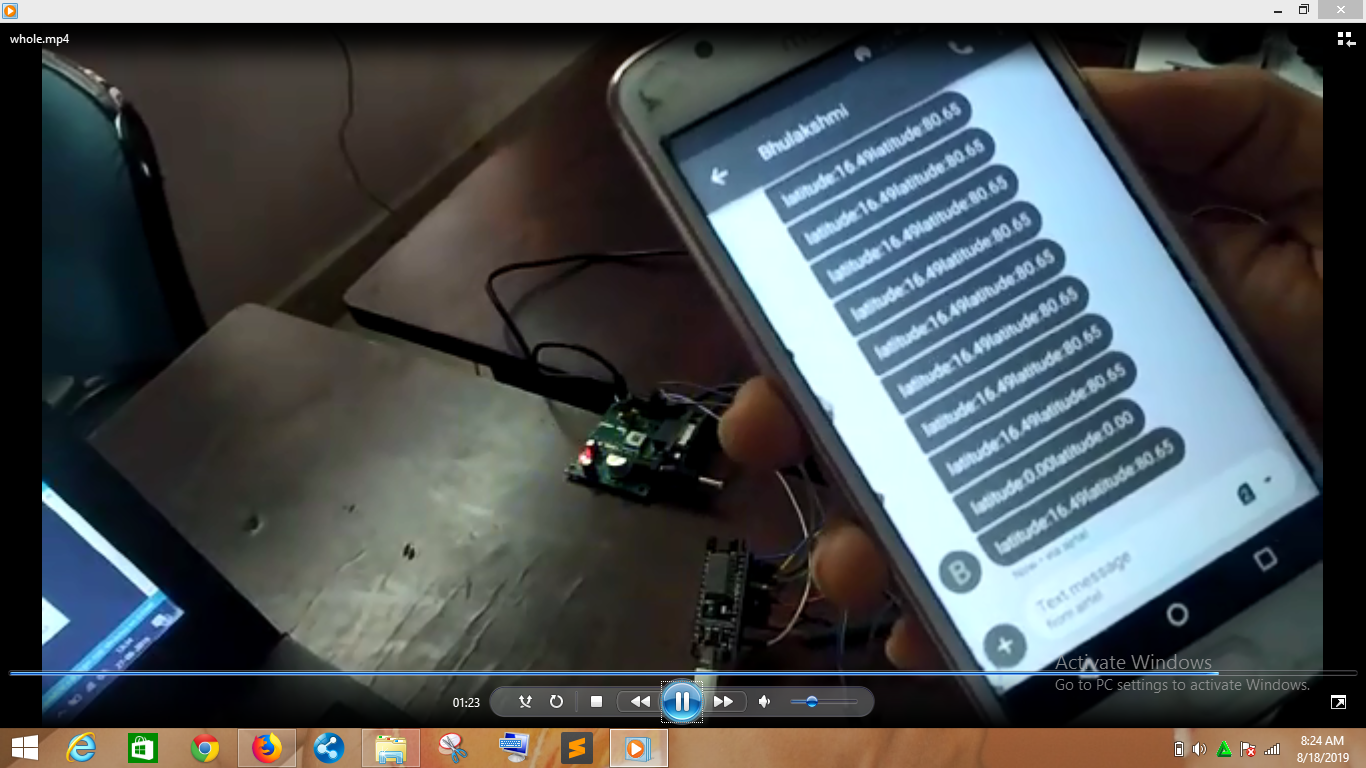 whole.mp4
Bhulakshmi
latitude:16.49latitude:80.65
latitude:16.49latitude:80.65
latitude:16.49latitude:80.65
latitude:16.49latitude:80.65
latitude:16.49latitude:80.65
latitude:16.49latitude:80.65
latitude:16.49latitude:80.65
latitude:16.49latitude:80.65
latitude:0.00latitude:0.00
latitude:16.49latitude:80.65
Now • via airtel
B
2
Text message
from airtel
Activate Windows
Go to PC settings to activate Windows.
01:23
8:24 AM
8/18/2019